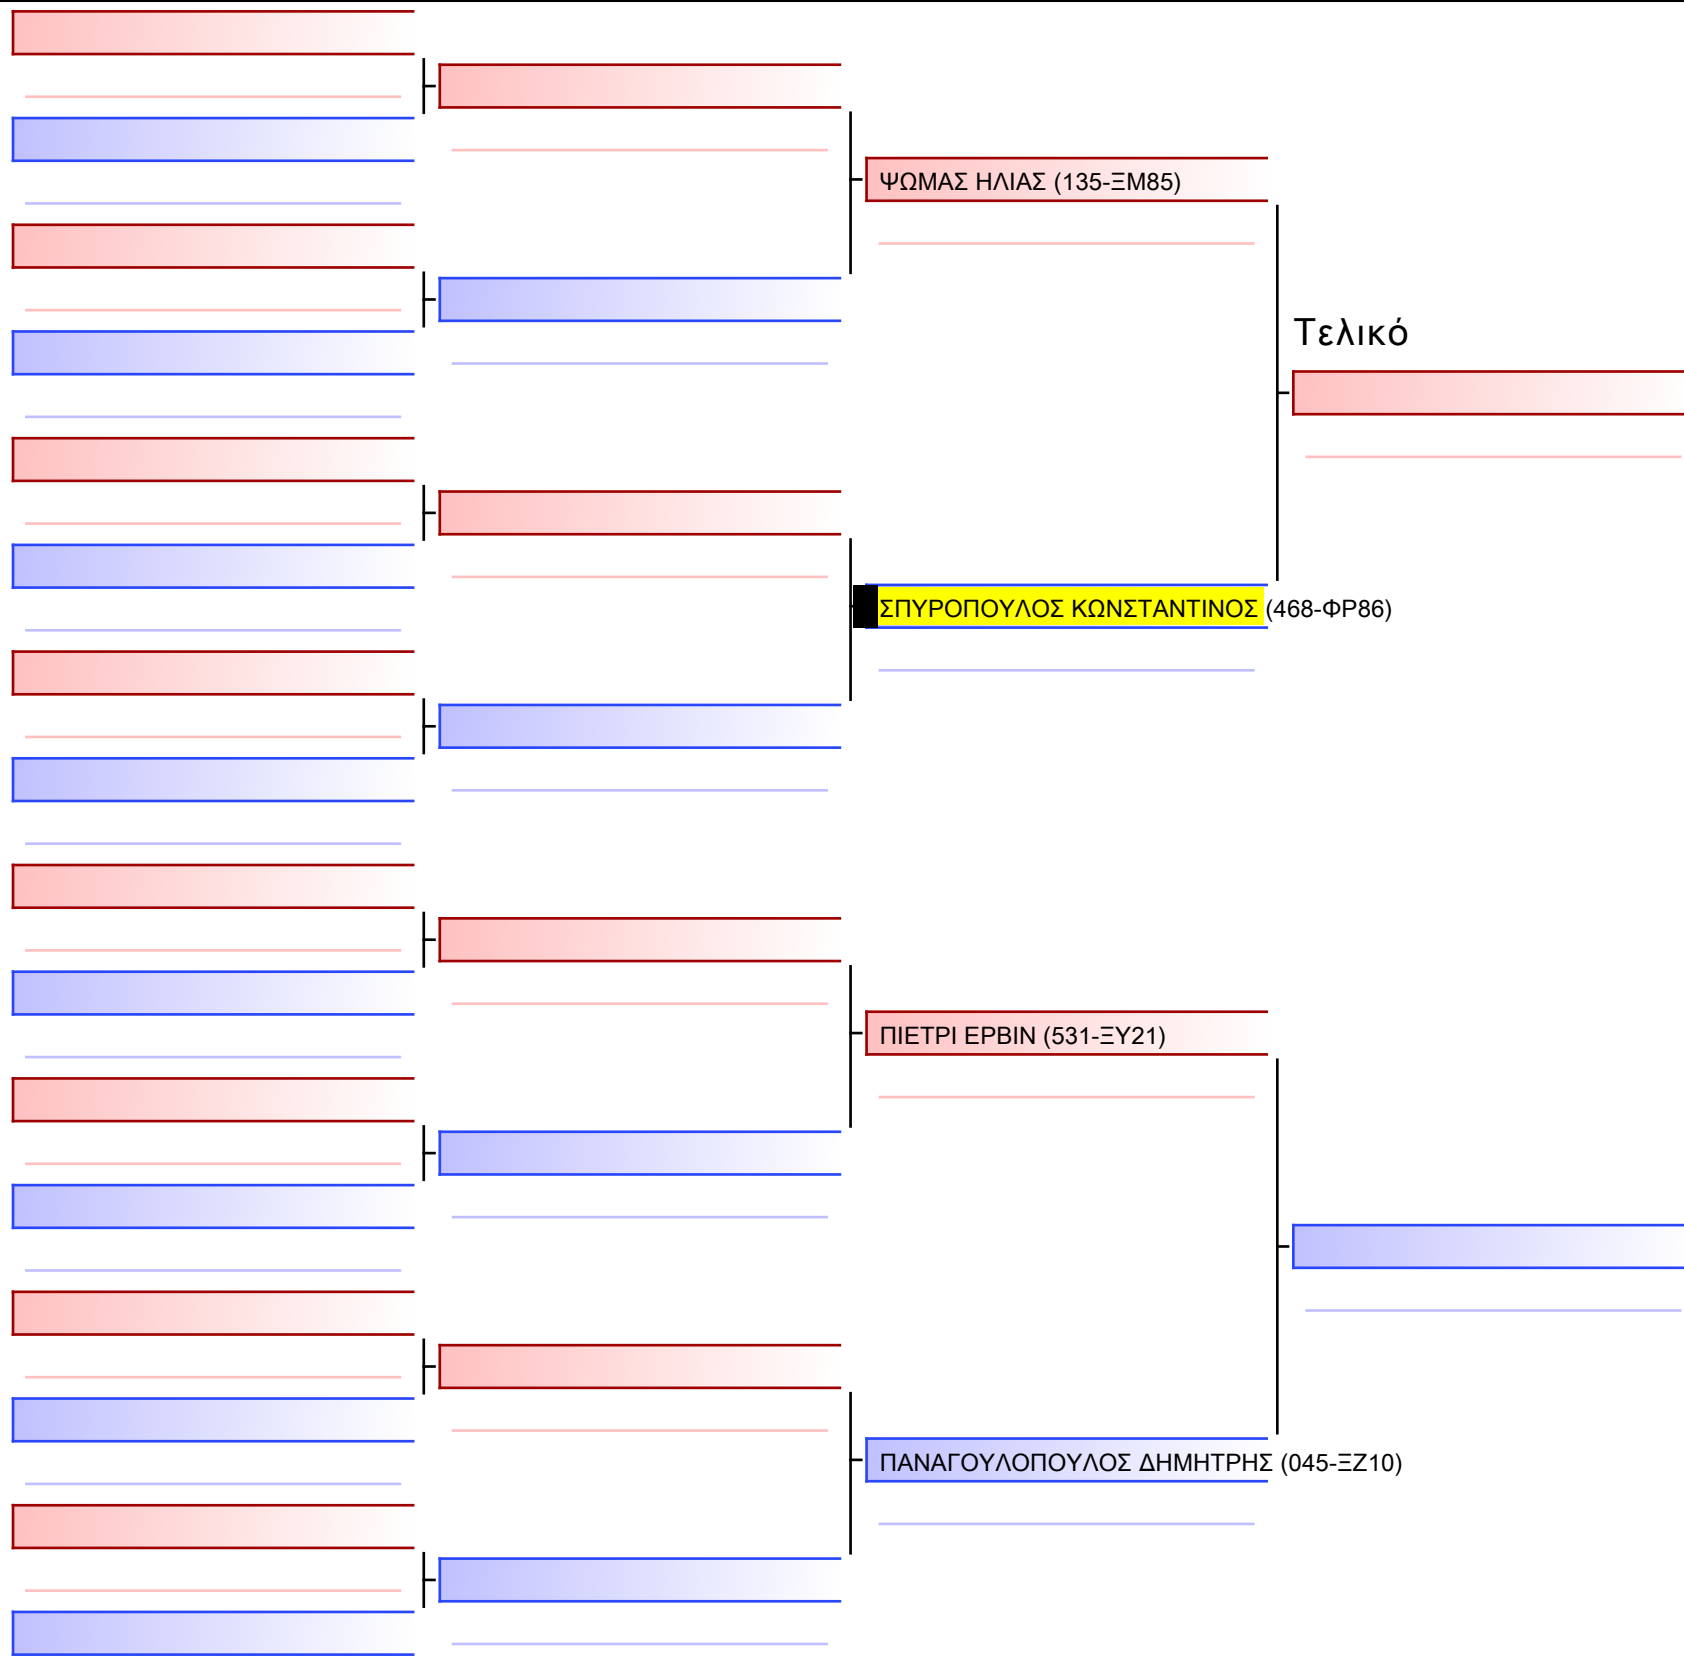 ΨΩΜΑΣ ΗΛΙΑΣ (135-ΞΜ85)
Τελικό
ΣΠΥΡΟΠΟΥΛΟΣ ΚΩΝΣΤΑΝΤΙΝΟΣ (468-ΦΡ86)
ΠΙΕΤΡΙ ΕΡΒΙΝ (531-ΞΥ21)
ΠΑΝΑΓΟΥΛΟΠΟΥΛΟΣ ΔΗΜΗΤΡΗΣ (045-ΞΖ10)